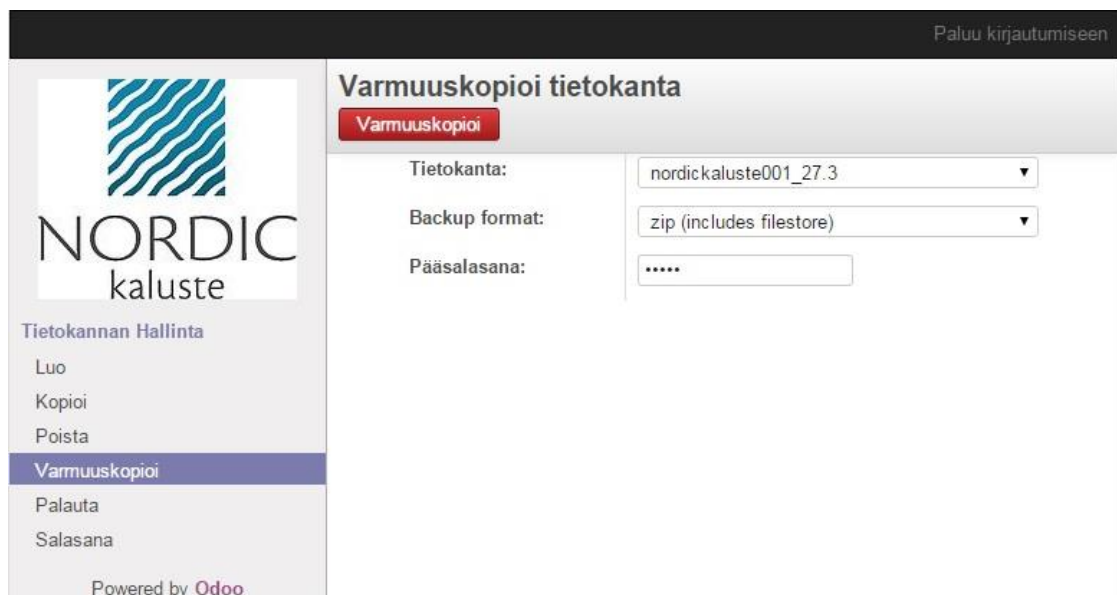 Paluu kirjautumiseen
NORDIC
kaluste
Tietokannan Hallinta
Luo
Kopioi
Poista
Varmuuskopioi
Palauta
Salasana
Powered by Odoo
Varmuuskopioi tietokanta
Varmuuskopioi
Tietokanta: nordickaluste001_27.3
Backup format: zip (includes filestore)
Pääsalasana: •••••